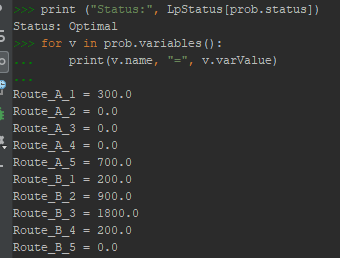 >>> print ("Status:", LpStatus[prob.status])
Status: Optimal
>>> for v in prob.variables():
...     print(v.name, "=", v.varValue)
...
Route_A_1 = 300.0
Route_A_2 = 0.0
Route_A_3 = 0.0
Route_A_4 = 0.0
Route_A_5 = 700.0
Route_B_1 = 200.0
Route_B_2 = 900.0
Route_B_3 = 1800.0
Route_B_4 = 200.0
Route_B_5 = 0.0